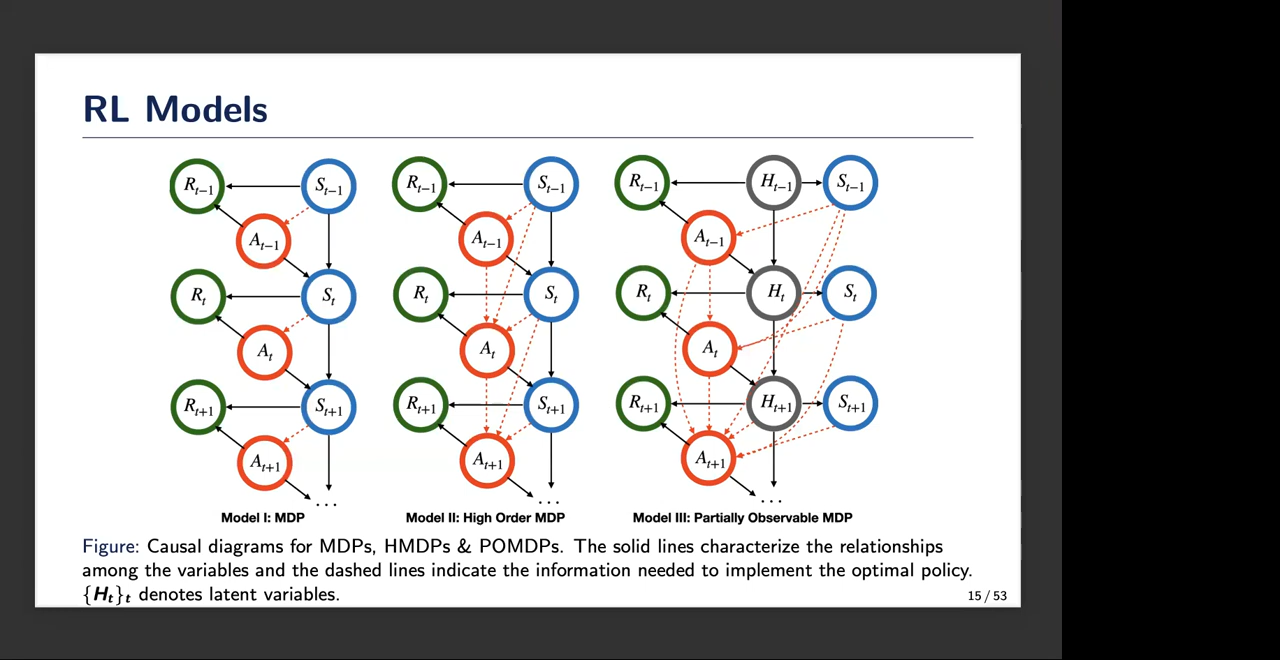 RL Models
R_{t−1} S_{t−1} R_{t−1} S_{t−1} R_{t−1} H_{t−1} S_{t−1}
A_{t−1} A_{t−1} A_{t−1}
R_t S_t R_t S_t R_t H_t S_t
A_t A_t A_t
R_{t+1} S_{t+1} R_{t+1} S_{t+1} R_{t+1} H_{t+1} S_{t+1}
A_{t+1} A_{t+1} A_{t+1}
... ... ...
Model I: MDP Model II: High Order MDP Model III: Partially Observable MDP
Figure: Causal diagrams for MDPs, HMDPs & POMDPs. The solid lines characterize the relationships
among the variables and the dashed lines indicate the information needed to implement the optimal policy.
{H_t}_t denotes latent variables.
15 / 53